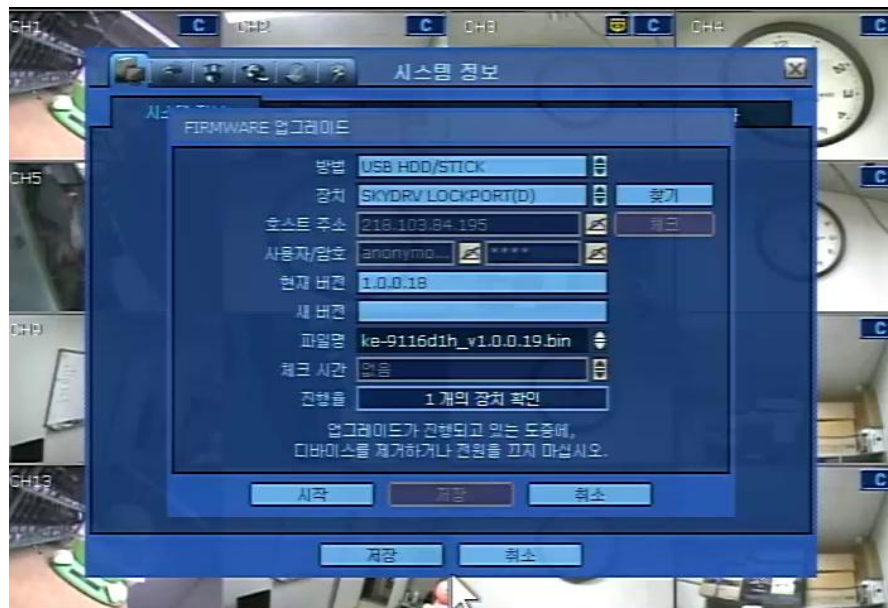 CH1 C CH2 C CH3 C CH4 C
시스템 정보
FIRMWARE 업그레이드
방법 USB HDD/STICK
장치 SKYDRV LOCKPORT(D) 찾기
호스트 주소 218.103.84.195 체크
사용자/암호 anonymo... ****
현재 버전 1.0.0.18
새 버전
파일명 ke-9116d1h_v1.0.0.19.bin
체크 시간 없음
진행율 1 개의 장치 확인
업그레이드가 진행되고 있는 도중에,
디바이스를 제거하거나 전원을 끄지 마십시오.
시작 저장 취소
저장 취소
CH5 C
CH9 C
CH13 C